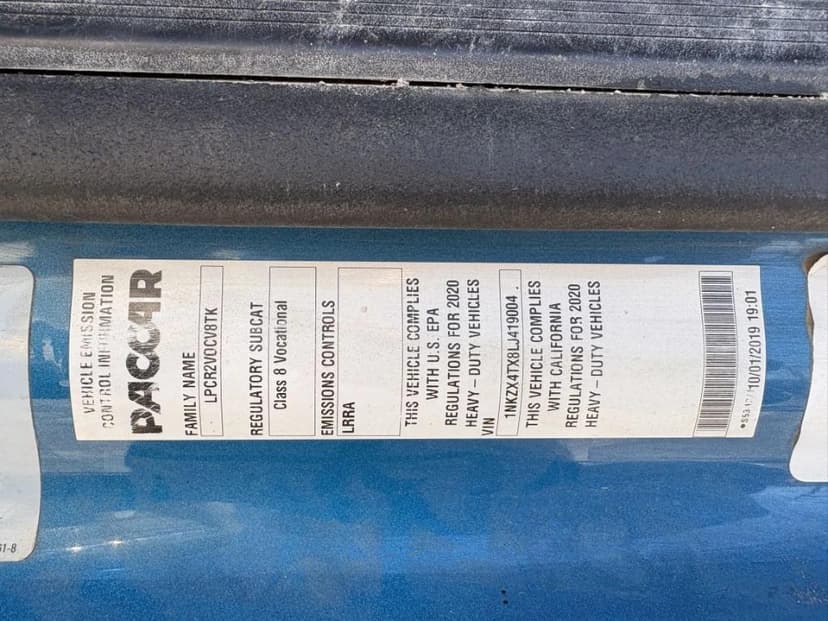 VEHICLE EMISSION
CONTROL INFORMATION
PACCAR
FAMILY NAME
LPCR2VOCV8TK
REGULATORY SUBCAT
Class 8 Vocational
EMISSIONS CONTROLS
LRRA
THIS VEHICLE COMPLIES
WITH U.S. EPA
REGULATIONS FOR 2020
HEAVY – DUTY VEHICLES
VIN
1NKZX4TX8LJ419004
THIS VEHICLE COMPLIES
WITH CALIFORNIA
REGULATIONS FOR 2020
HEAVY – DUTY VEHICLES
10/01/2019 19:01
61-8